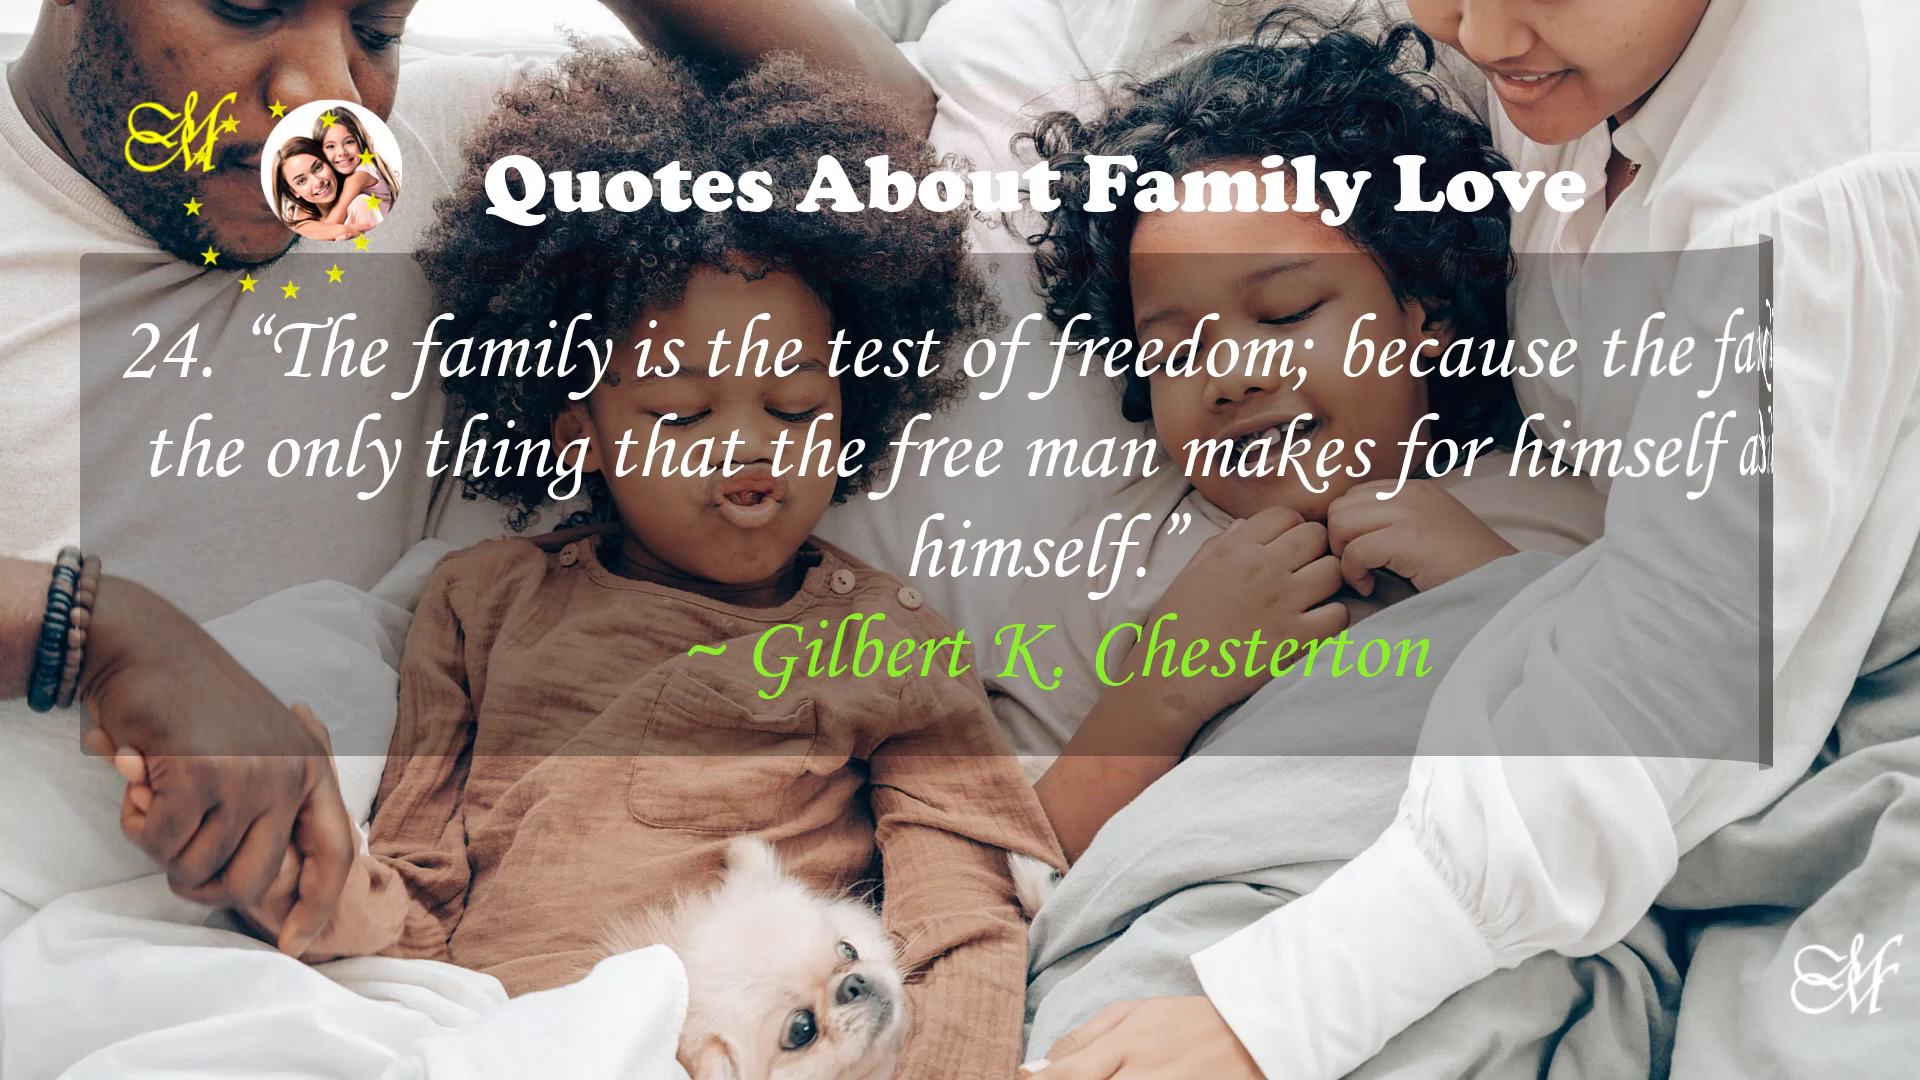 Quotes About Family Love
24. “The family is the test of freedom; because the
the only thing that the free man makes for himself
himself.”
~ Gilbert K. Chesterton
M
M